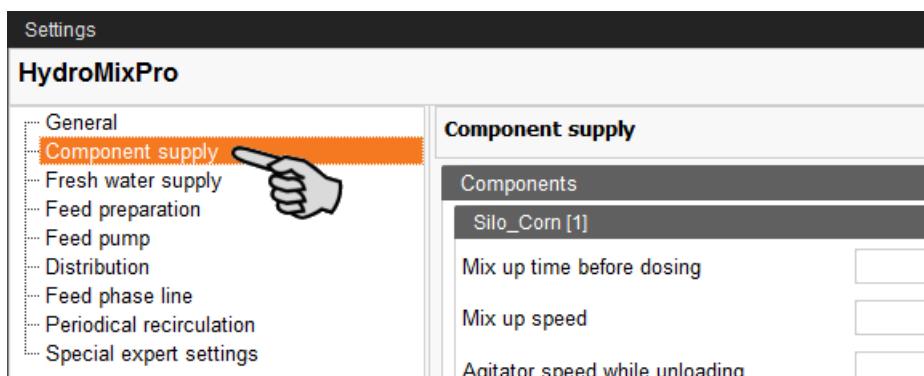 Settings
HydroMixPro
General
Component supply
Fresh water supply
Feed preparation
Feed pump
Distribution
Feed phase line
Periodical recirculation
Special expert settings
Component supply
Components
Silo_Corn [1]
Mix up time before dosing
Mix up speed
Agitator speed while unloading